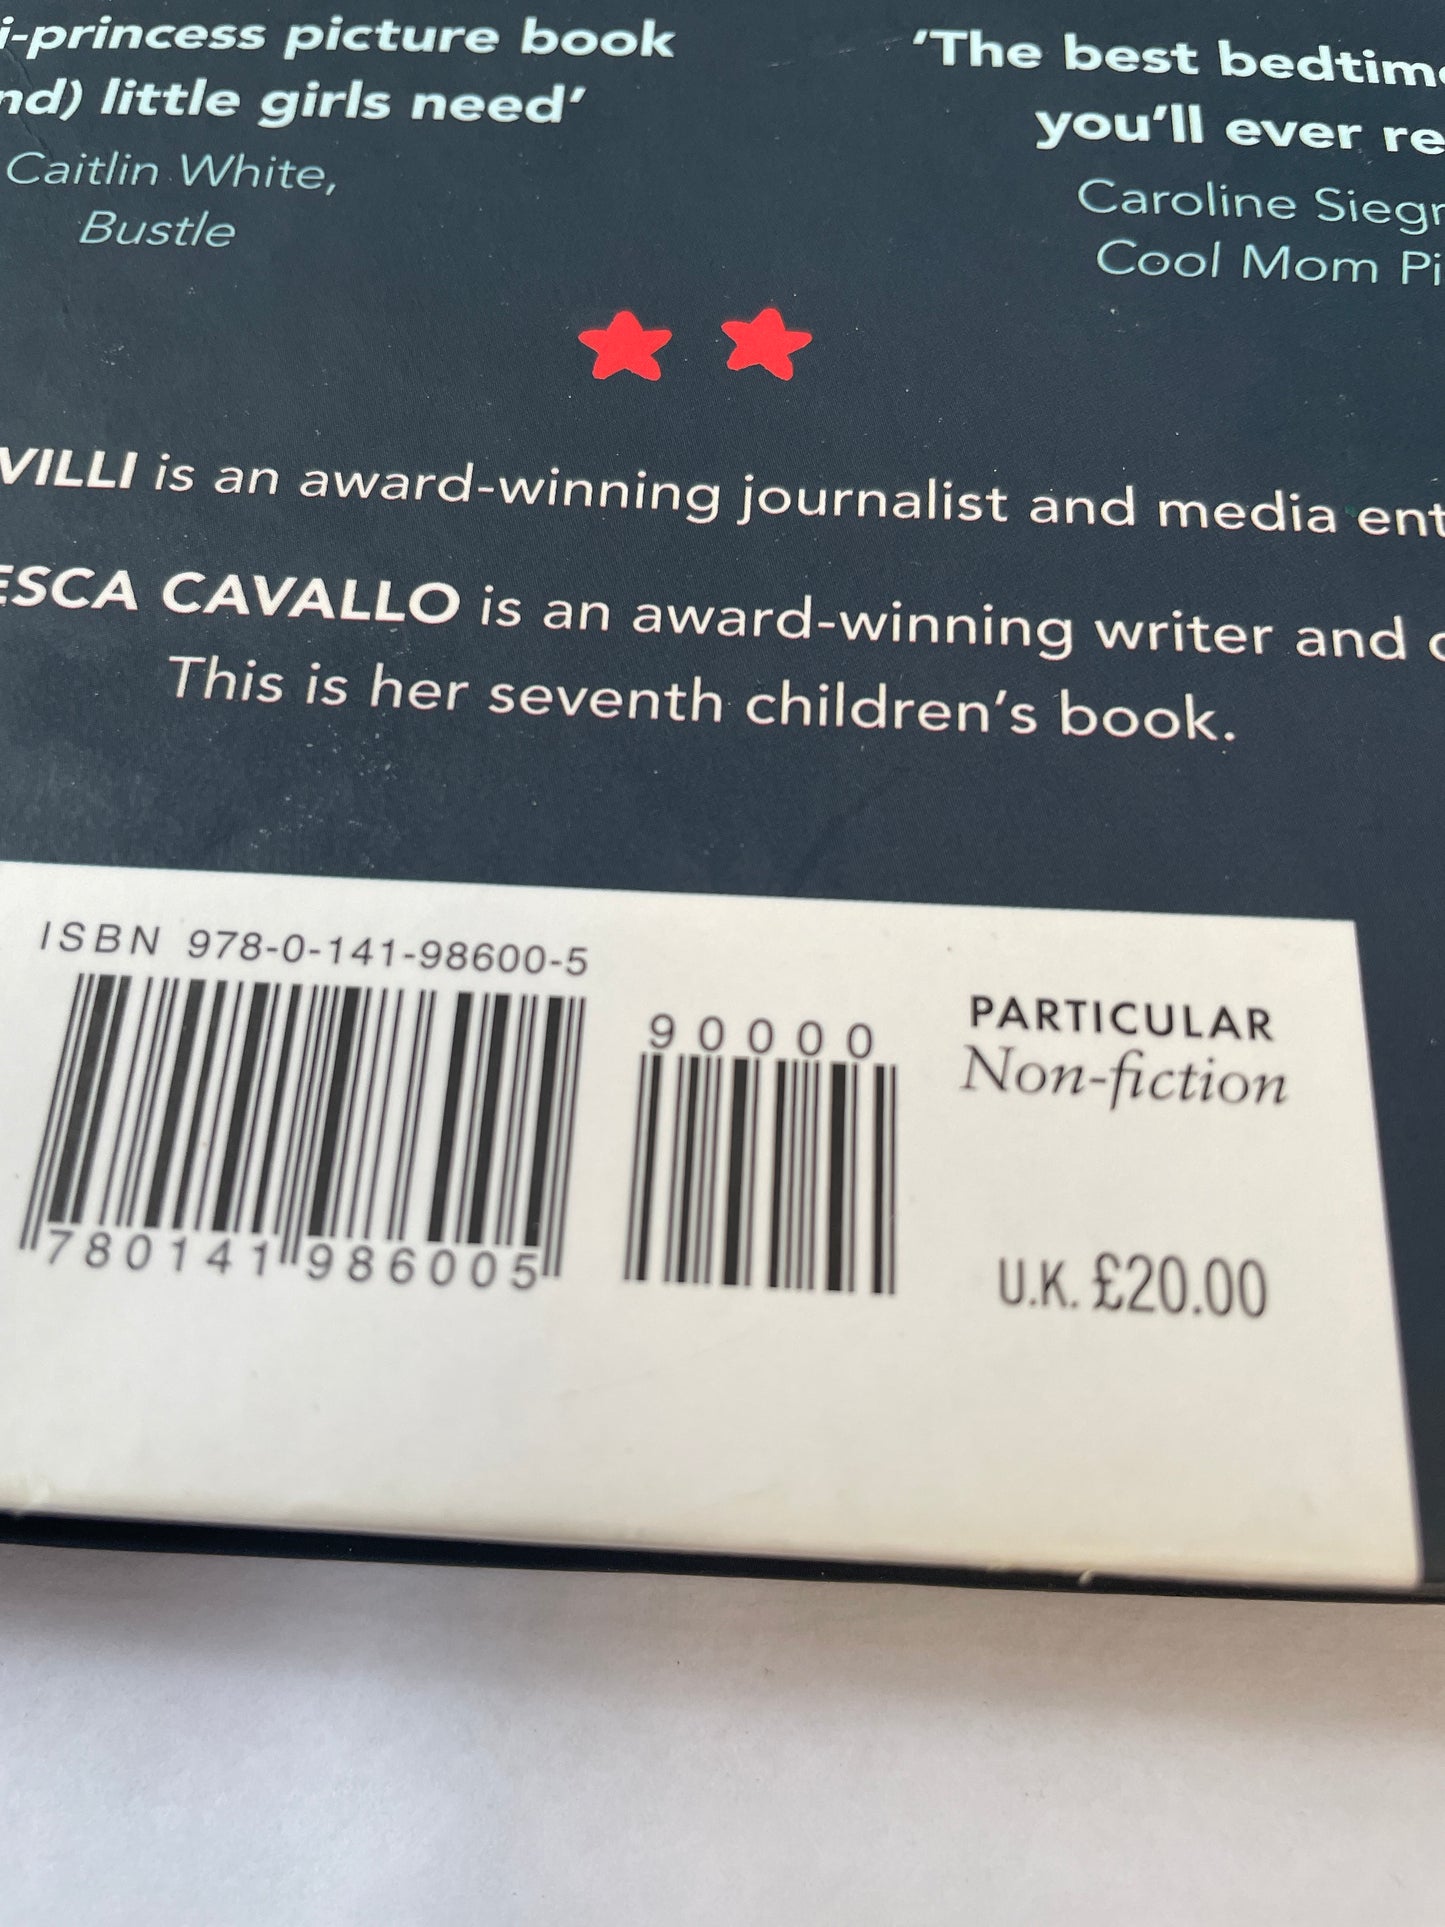 i-princess picture book
nd) little girls need’
Caitlin White,
Bustle
‘The best bedtime
you’ll ever re
Caroline Siegr
Cool Mom Pi
VILLI is an award-winning journalist and media ent
ESCA CAVALLO is an award-winning writer and
This is her seventh children’s book.
ISBN 978-0-141-98600-5
90000
780141 986005
PARTICULAR
Non-fiction
U.K. £20.00